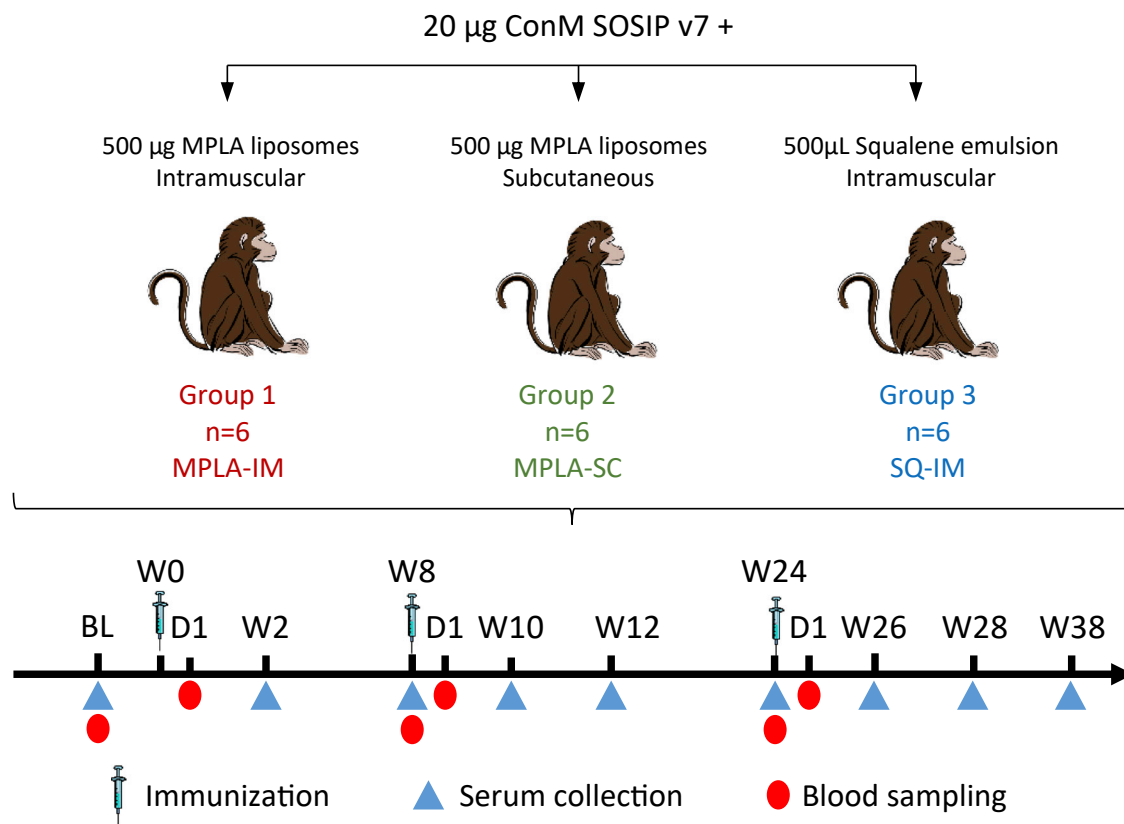 20 µg ConM SOSIP v7 +
500 µg MPLA liposomes
Intramuscular
500 µg MPLA liposomes
Subcutaneous
500µL Squalene emulsion
Intramuscular
Group 1
n=6
MPLA-IM
Group 2
n=6
MPLA-SC
Group 3
n=6
SQ-IM
W0 W8 W24
BL D1 W2 D1 W10 W12 D1 W26 W28 W38
Immunization Serum collection Blood sampling